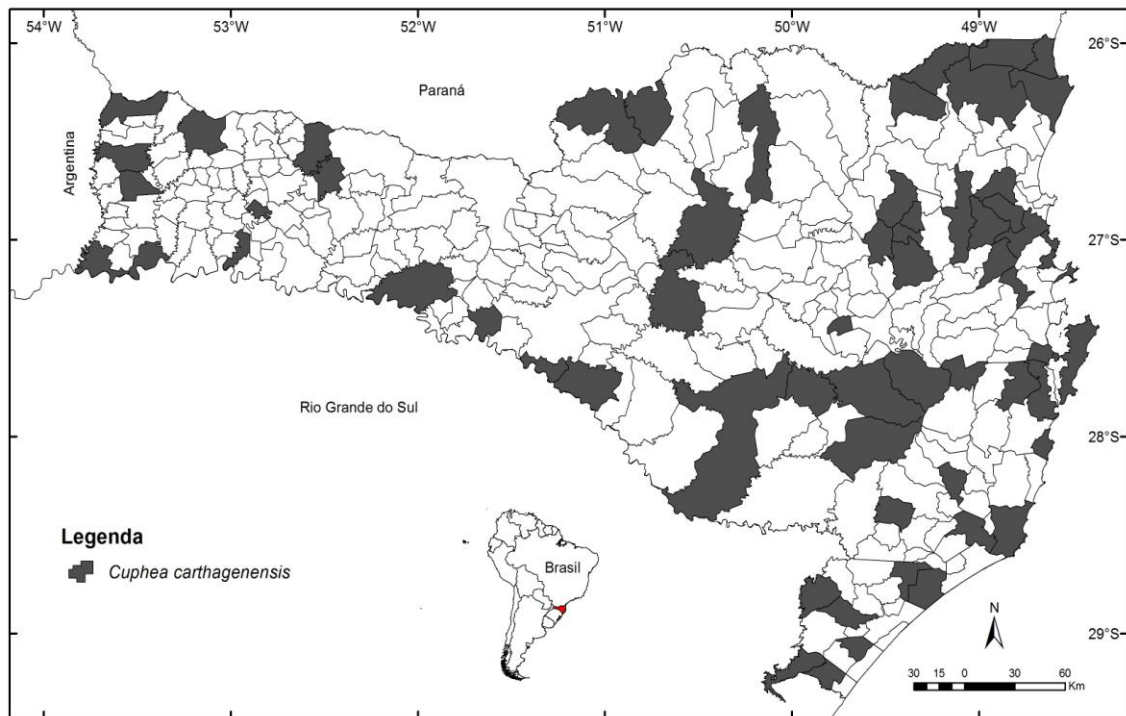 54°W 53°W 52°W 51°W 50°W 49°W
26°S
Paraná
Argentina
27°S
Rio Grande do Sul
28°S
Legenda
Cuphea carthagenensis
Brasil
N
29°S
30 15 0 30 60
Km